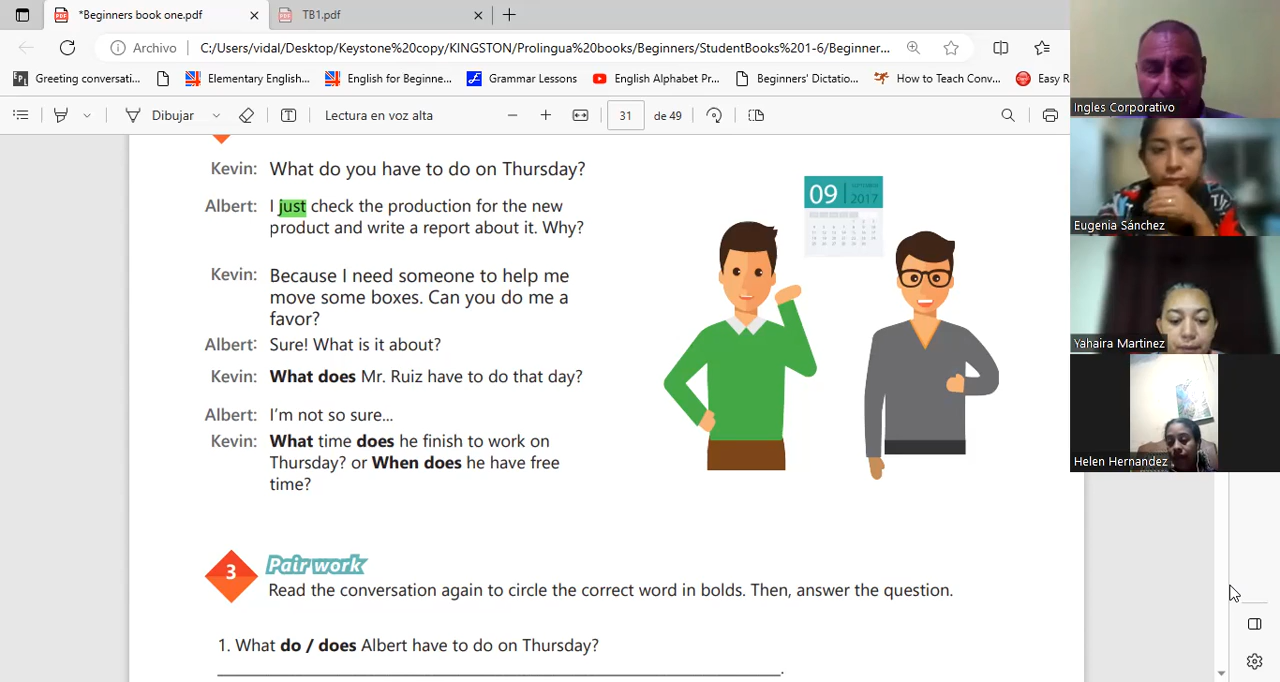 *Beginners book one.pdf
TB1.pdf
Archivo
C:/Users/vidal/Desktop/Keystone%20copy/KINGSTON/Prolingua%20books/Beginners/StudentBooks%201-6/Beginner...
Greeting conversati...
Elementary English...
English for Beginne...
Grammar Lessons
English Alphabet Pr...
Beginners' Dictatio...
How to Teach Conv...
Easy R
Dibujar
Lectura en voz alta
31
de 49
Kevin: What do you have to do on Thursday?
Albert: I just check the production for the new
product and write a report about it. Why?
Kevin: Because I need someone to help me
move some boxes. Can you do me a
favor?
Albert: Sure! What is it about?
Kevin: What does Mr. Ruiz have to do that day?
Albert: I'm not so sure...
Kevin: What time does he finish to work on
Thursday? or When does he have free
time?
09
2017
3
Pair work
Read the conversation again to circle the correct word in bolds. Then, answer the question.
1. What do / does Albert have to do on Thursday?
Ingles Corporativo
Eugenia Sánchez
Yahaira Martinez
Helen Hernandez